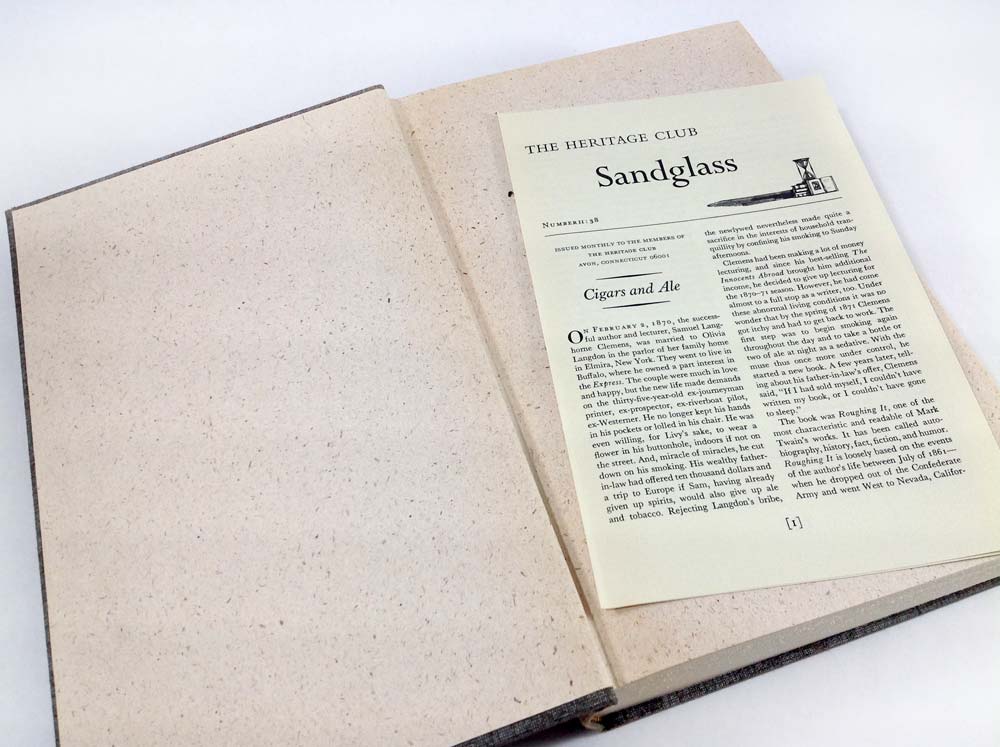 THE HERITAGE CLUB
Sandglass
NUMBER II: 38
ISSUED MONTHLY TO THE MEMBERS OF
THE HERITAGE CLUB
AVON, CONNECTICUT 06001
Cigars and Ale
ON FEBRUARY 2, 1870, the success-
ful author and lecturer, Samuel Lang-
horne Clemens, was married to Olivia
Langdon in the parlor of her family home
in Elmira, New York. They went to live in
Buffalo, where he owned a part interest in
the Express. The couple were much in love
and happy, but the new life made demands
on the thirty-five-year-old ex-journeyman
printer, ex-prospector, ex-riverboat pilot,
ex-Westerner. He no longer kept his hands
in his pockets or lolled in his chair. He was
even willing, for Livy's sake, to wear a
flower in his buttonhole, indoors if not on
the street. And, miracle of miracles, he cut
down on his smoking. His wealthy father-
in-law had offered ten thousand dollars and
a trip to Europe if Sam, having already
given up spirits, would also give up ale
and tobacco. Rejecting Langdon's bribe,
the newlywed nevertheless made quite a
sacrifice in the interests of household tran-
quillity by confining his smoking to Sunday
afternoons.
Clemens had been making a lot of money
lecturing, and since his best-selling The
Innocents Abroad brought him additional
income, he decided to give up lecturing for
the 1870–71 season. However, he had come
almost to a full stop as a writer, too. Under
these abnormal living conditions it was no
wonder that by the spring of 1871 Clemens
got itchy and had to get back to work. The
first step was to begin smoking again
throughout the day and to take a bottle or
two of ale at night as a sedative. With the
muse thus once more under control, he
started a new book. A few years later, tell-
ing about his father-in-law's offer, Clemens
said, "If I had sold myself, I couldn't have
written my book, or I couldn't have gone
to sleep."
The book was Roughing It, one of the
most characteristic and readable of Mark
Twain's works. It has been called auto-
biography, history, fact, fiction, and humor.
Roughing It is loosely based on the events
of the author's life between July of 1861—
when he dropped out of the Confederate
Army and went West to Nevada, Califor-
[1]